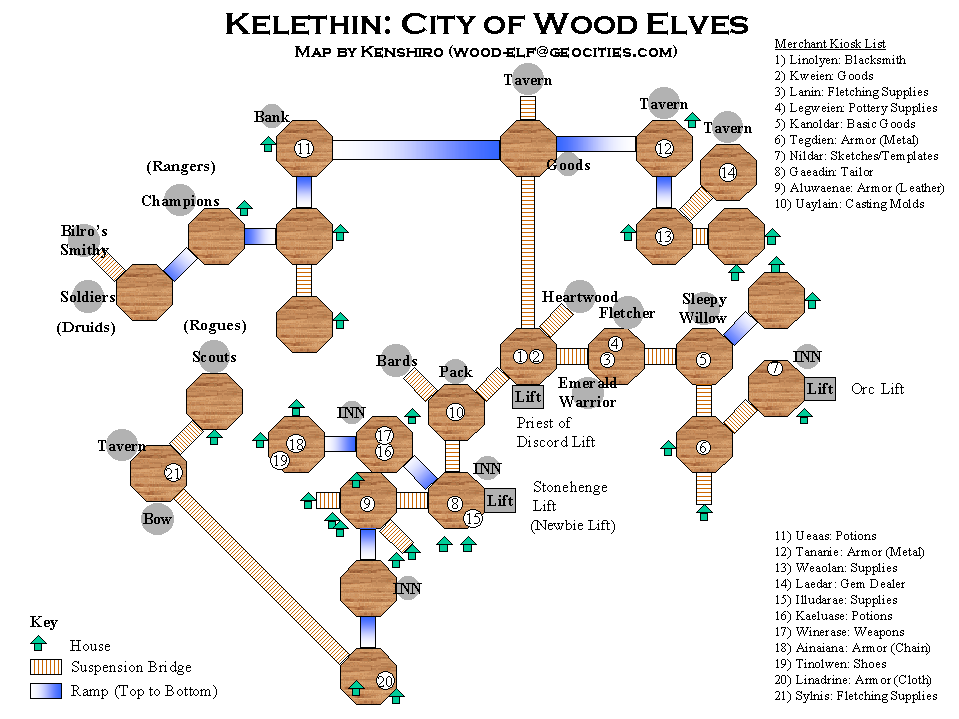 KELETHIN: CITY OF WOOD ELVES
MAP BY KENSHIRO (WOOD-ELF@GEOCITIES.COM)
Merchant Kiosk List
1) Linolyen: Blacksmith
2) Kweien: Goods
3) Lanin: Fletching Supplies
4) Legweien: Pottery Supplies
5) Kanoldar: Basic Goods
6) Tegdien: Armor (Metal)
7) Nildar: Sketches/Templates
8) Gaeadin: Tailor
9) Aluwaenae: Armor (Leather)
10) Uaylain: Casting Molds
Tavern
Tavern
Tavern
Bank
11
Goods
12
14
(Rangers)
Champions
13
Bilro's
Smithy
Soldiers
(Druids)
(Rogues)
Scouts
Heartwood
Fletcher
Sleepy
Willow
1 2
4
3
5
INN
7
Lift
Orc Lift
Bards
Pack
10
Lift
Emerald
Warrior
Priest of
Discord Lift
INN
17
16
18
19
Tavern
21
Bow
6
INN
9
8
15
Lift
Stonehenge
Lift
(Newbie Lift)
INN
20
Key
House
Suspension Bridge
Ramp (Top to Bottom)
11) Ueaas: Potions
12) Tananie: Armor (Metal)
13) Weaolan: Supplies
14) Laedar: Gem Dealer
15) Illudarae: Supplies
16) Kaeluase: Potions
17) Winerase: Weapons
18) Ainaiana: Armor (Chain)
19) Tinolwen: Shoes
20) Linadrine: Armor (Cloth)
21) Sylnis: Fletching Supplies